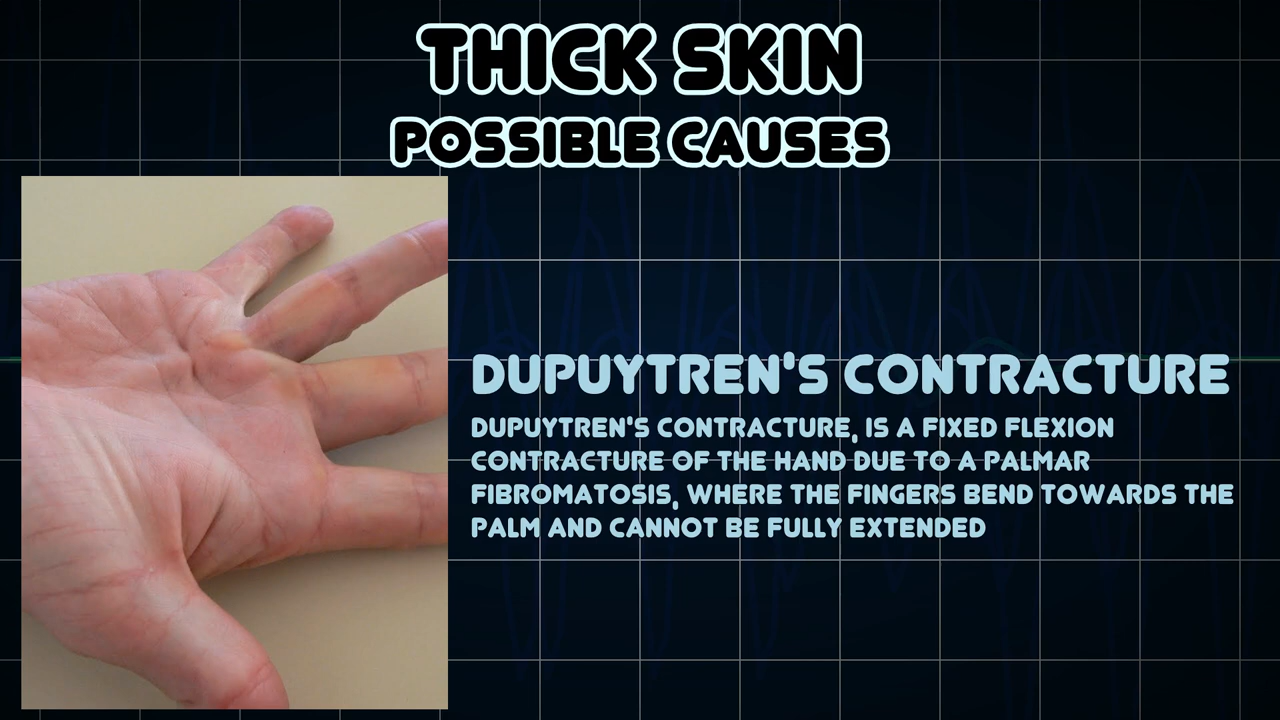 THICK SKIN
POSSIBLE CAUSES
DUPUYTREN'S CONTRACTURE
DUPUYTREN'S CONTRACTURE, IS A FIXED FLEXION
CONTRACTURE OF THE HAND DUE TO A PALMAR
FIBROMATOSIS, WHERE THE FINGERS BEND TOWARDS THE
PALM AND CANNOT BE FULLY EXTENDED